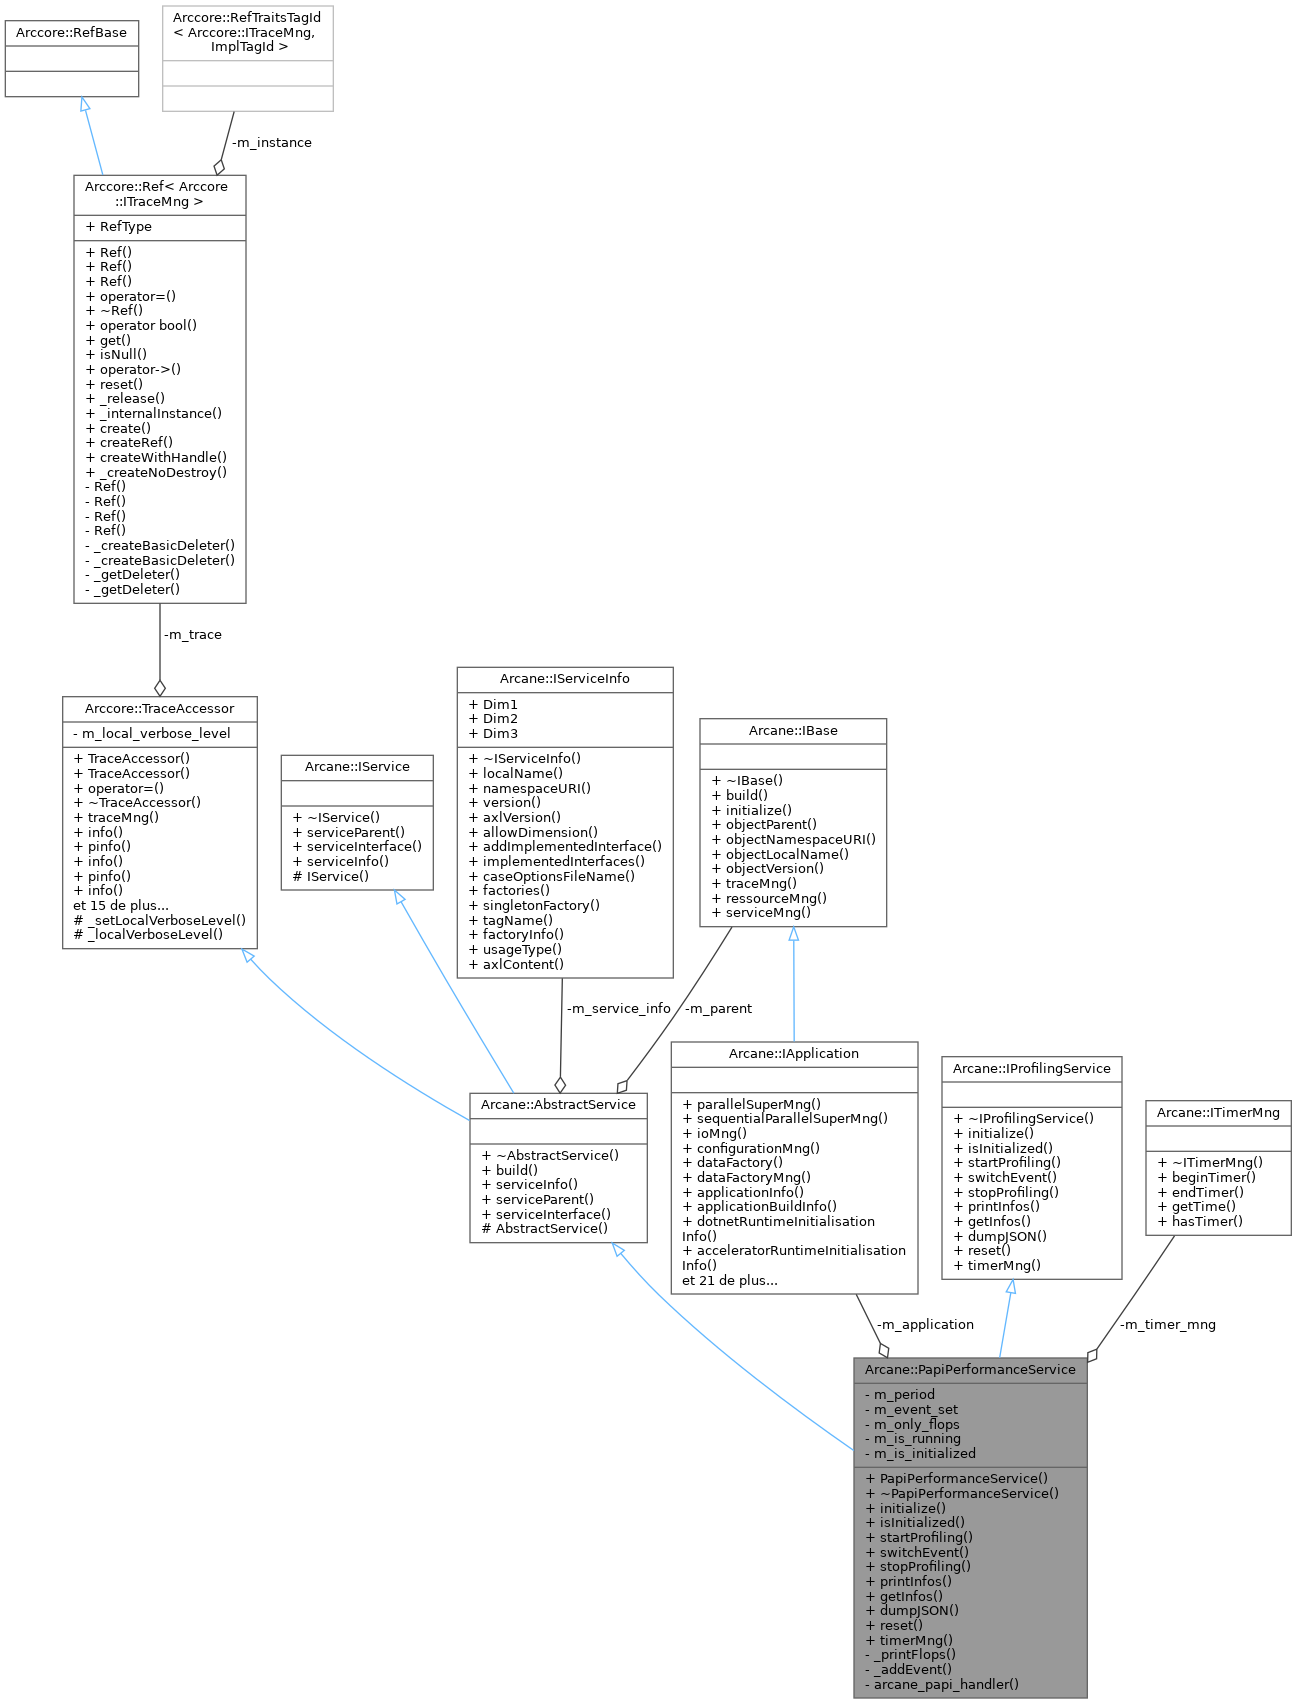 Arccore::RefBase
Arccore::RefTraitsTagId
< Arccore::ITraceMng,
ImplTagId >
-m_instance
Arccore::Ref< Arccore
::ITraceMng >
+ RefType
+ Ref()
+ Ref()
+ Ref()
+ operator=()
+ ~Ref()
+ operator bool()
+ get()
+ isNull()
+ operator->()
+ reset()
+ _release()
+ _internalInstance()
+ create()
+ createRef()
+ createWithHandle()
+ _createNoDestroy()
- Ref()
- Ref()
- Ref()
- Ref()
- _createBasicDeleter()
- _createBasicDeleter()
- _getDeleter()
- _getDeleter()
-m_trace
Arccore::TraceAccessor
- m_local_verbose_level
+ TraceAccessor()
+ TraceAccessor()
+ operator=()
+ ~TraceAccessor()
+ traceMng()
+ info()
+ pinfo()
+ info()
+ pinfo()
+ info()
et 15 de plus...
# _setLocalVerboseLevel()
# _localVerboseLevel()
Arcane::IService
+ ~IService()
+ serviceParent()
+ serviceInterface()
+ serviceInfo()
# IService()
Arcane::IServiceInfo
+ Dim1
+ Dim2
+ Dim3
+ ~IServiceInfo()
+ localName()
+ namespaceURI()
+ version()
+ axlVersion()
+ allowDimension()
+ addImplementedInterface()
+ implementedInterfaces()
+ caseOptionsFileName()
+ factories()
+ singletonFactory()
+ tagName()
+ factoryInfo()
+ usageType()
+ axlContent()
Arcane::IBase
+ ~IBase()
+ build()
+ initialize()
+ objectParent()
+ objectNamespaceURI()
+ objectLocalName()
+ objectVersion()
+ traceMng()
+ ressourceMng()
+ serviceMng()
-m_service_info
-m_parent
Arcane::AbstractService
+ ~AbstractService()
+ build()
+ serviceInfo()
+ serviceParent()
+ serviceInterface()
# AbstractService()
Arcane::IApplication
+ parallelSuperMng()
+ sequentialParallelSuperMng()
+ ioMng()
+ configurationMng()
+ dataFactory()
+ dataFactoryMng()
+ applicationInfo()
+ applicationBuildInfo()
+ dotnetRuntimeInitialisation
Info()
+ acceleratorRuntimeInitialisation
Info()
et 21 de plus...
Arcane::IProfilingService
+ ~IProfilingService()
+ initialize()
+ isInitialized()
+ startProfiling()
+ switchEvent()
+ stopProfiling()
+ printInfos()
+ getInfos()
+ dumpJSON()
+ reset()
+ timerMng()
Arcane::ITimerMng
+ ~ITimerMng()
+ beginTimer()
+ endTimer()
+ getTime()
+ hasTimer()
-m_application
-m_timer_mng
Arcane::PapiPerformanceService
- m_period
- m_event_set
- m_only_flops
- m_is_running
- m_is_initialized
+ PapiPerformanceService()
+ ~PapiPerformanceService()
+ initialize()
+ isInitialized()
+ startProfiling()
+ switchEvent()
+ stopProfiling()
+ printInfos()
+ getInfos()
+ dumpJSON()
+ reset()
+ timerMng()
- _printFlops()
- _addEvent()
- arcane_papi_handler()